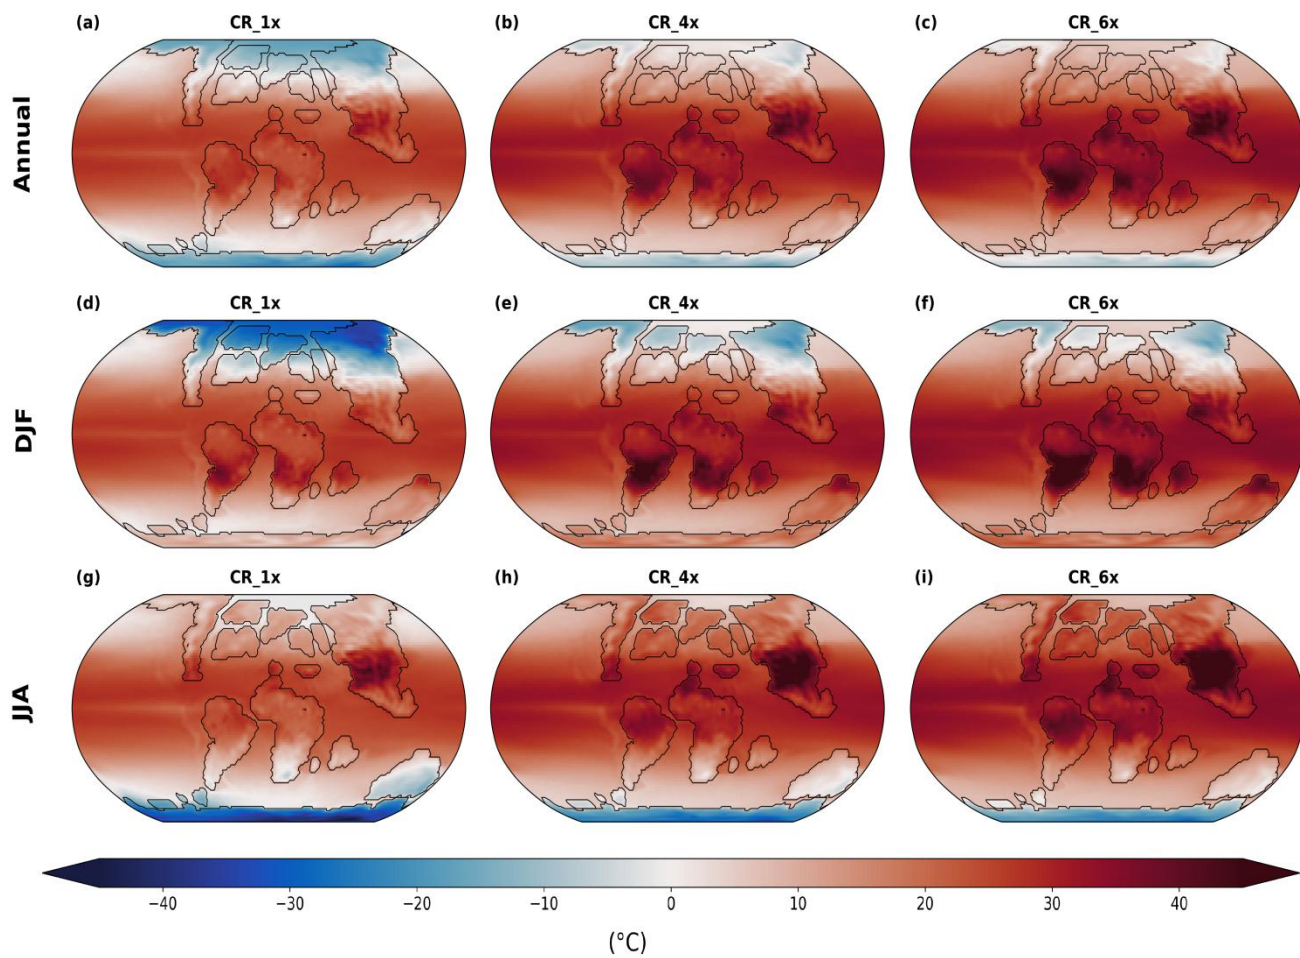 (a) CR_1x (b) CR_4x (c) CR_6x
Annual
(d) CR_1x (e) CR_4x (f) CR_6x
DJF
(g) CR_1x (h) CR_4x (i) CR_6x
JJA
−40 −30 −20 −10 0 10 20 30 40
(°C)